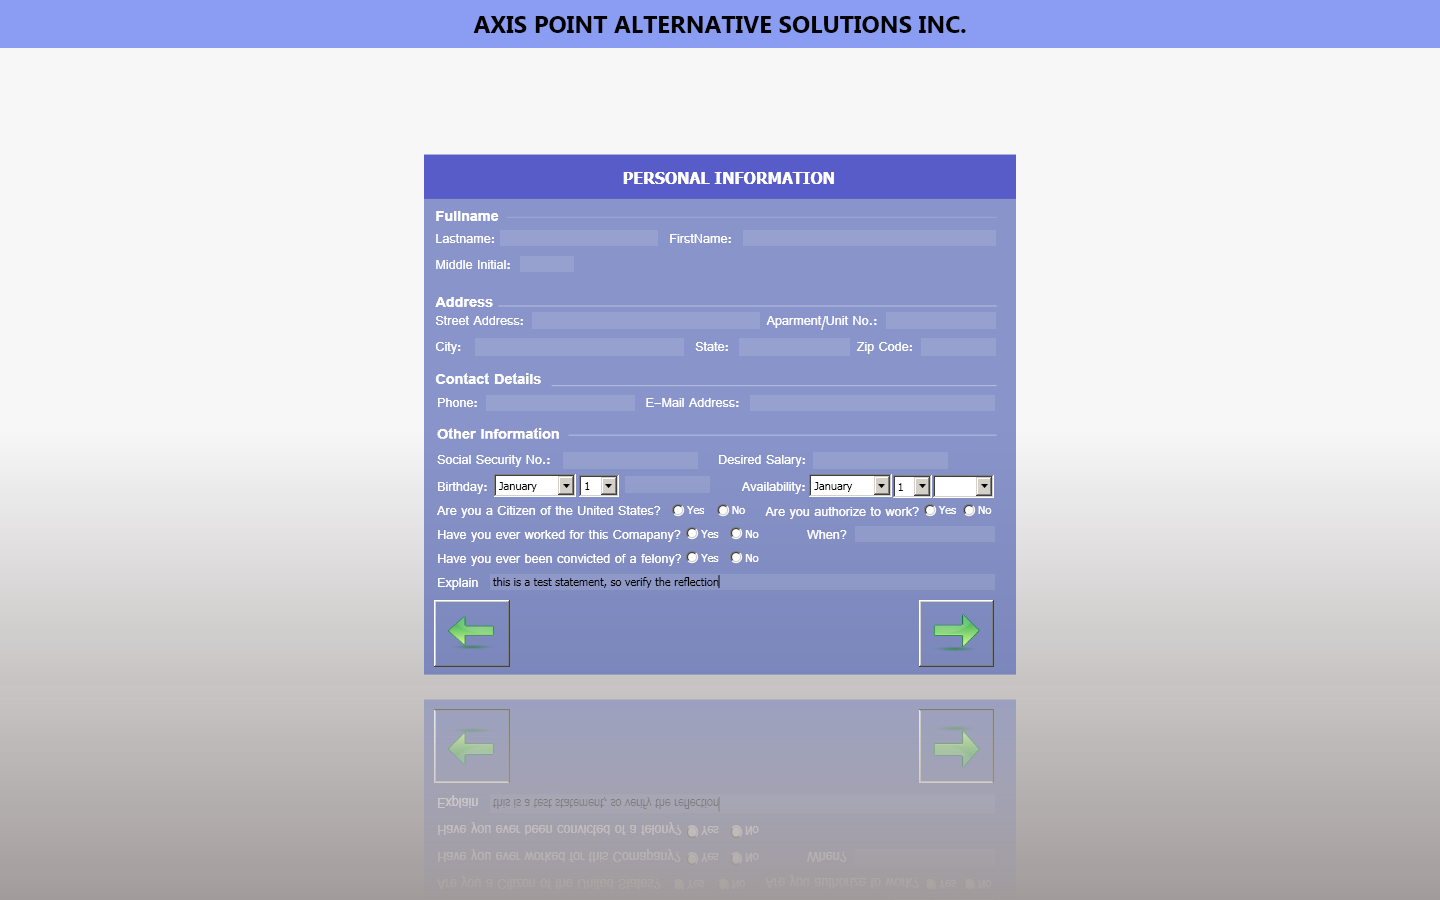 AXIS POINT ALTERNATIVE SOLUTIONS INC.
PERSONAL INFORMATION
Fullname
Lastname: FirstName:
Middle Initial:
Address
Street Address: Aparment/Unit No.:
City: State: Zip Code:
Contact Details
Phone: E-Mail Address:
Other Information
Social Security No.: Desired Salary:
Birthday: January 1 Availability: January 1
Are you a Citizen of the United States? Yes No Are you authorize to work? Yes No
Have you ever worked for this Comapany? Yes No When?
Have you ever been convicted of a felony? Yes No
Explain this is a test statement, so verify the reflection
Explain this is a test statement, so verify the reflection
Have you ever been convicted of a felony? Yes No
Have you ever worked for this Comapany? Yes No When?
Are you a Citizen of the United States? Yes No Are you authorize to work? Yes No